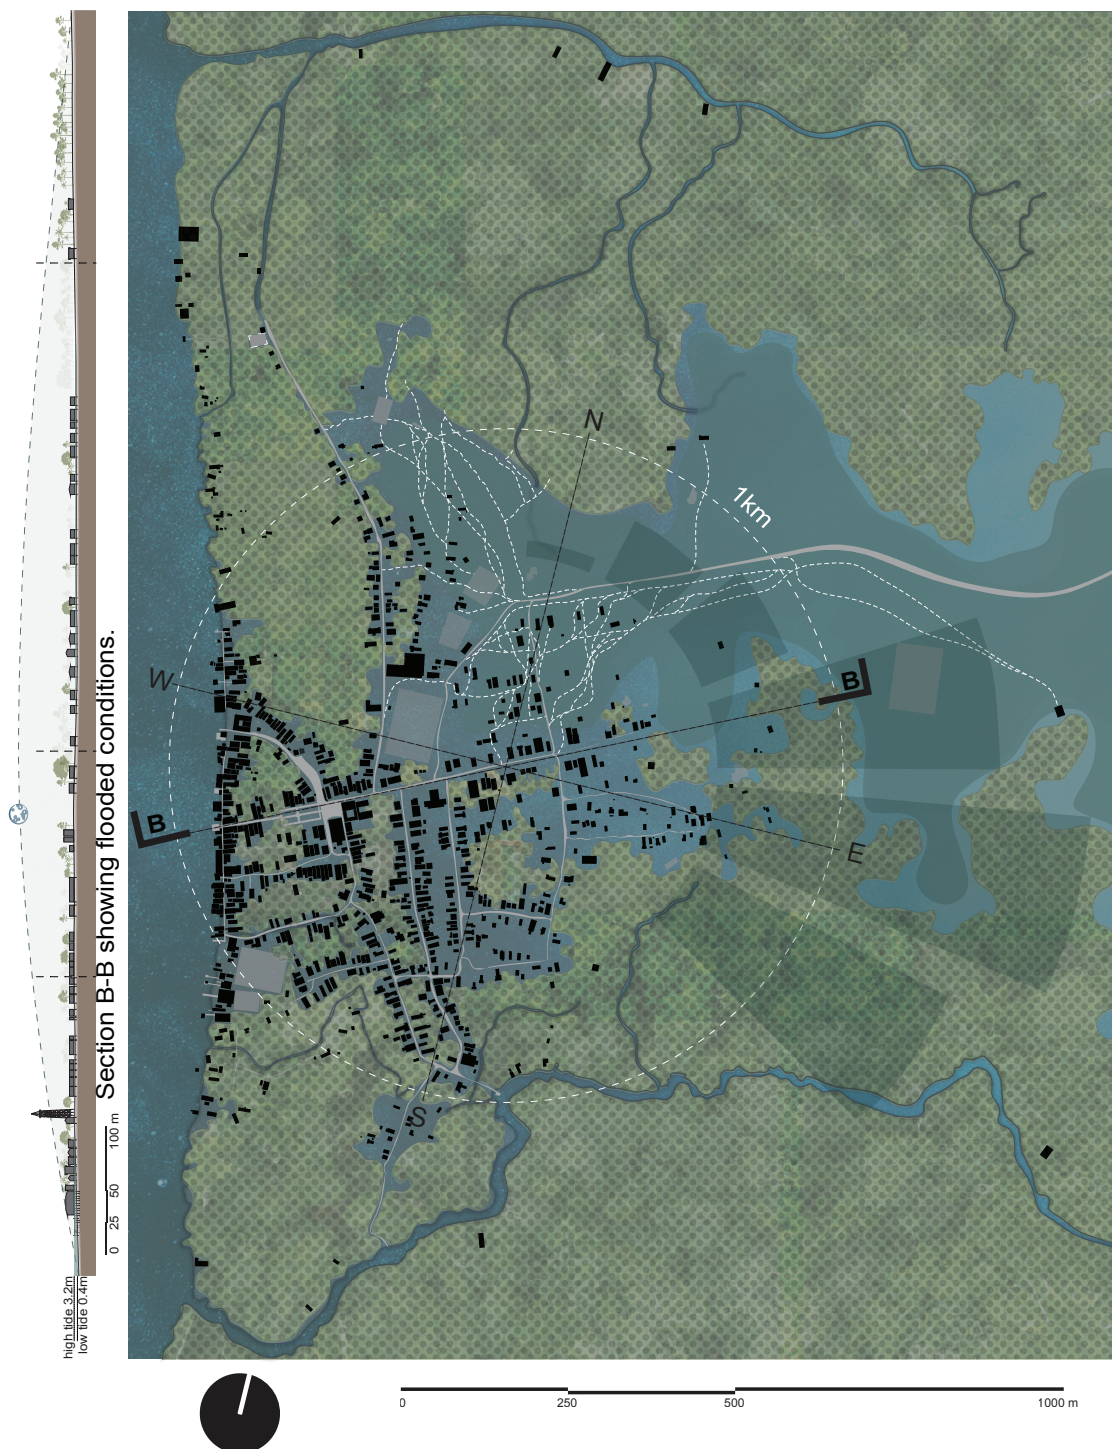 N
1km
W
B
B
E
S
Section B-B showing flooded conditions.
0 25 50 100 m
high tide 3.2m
low tide 0.4m
0 250 500 1000 m